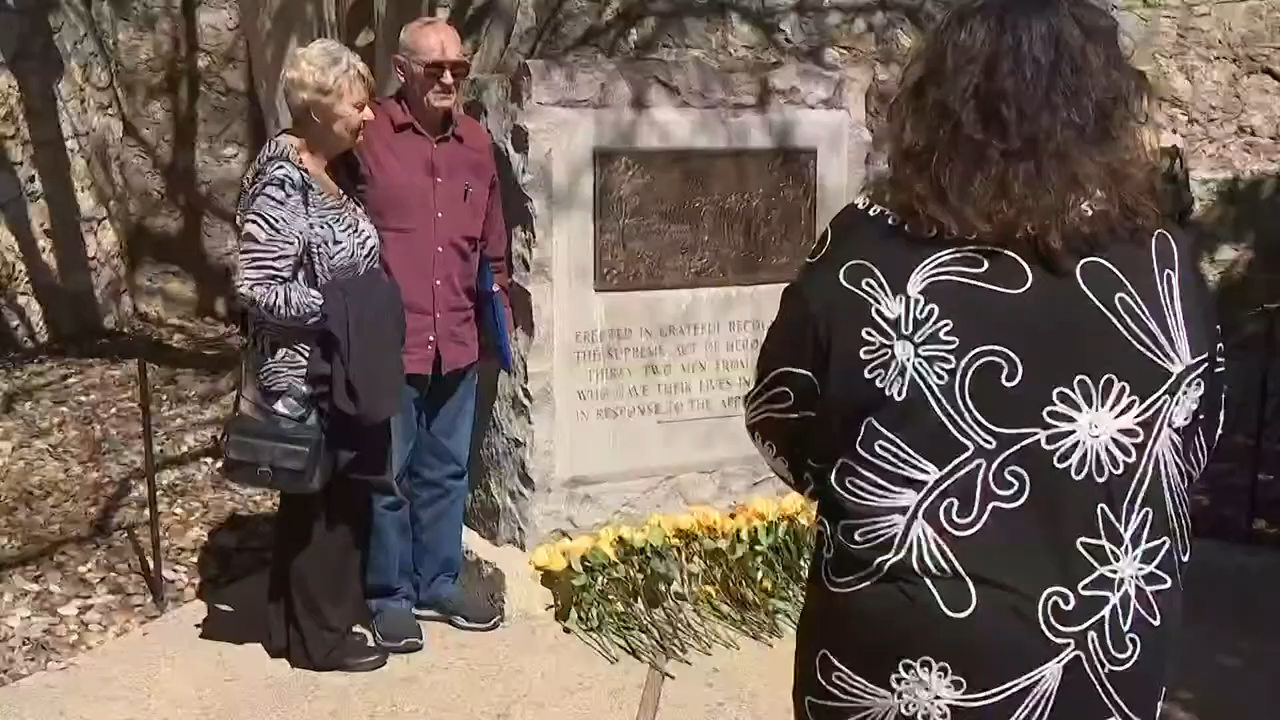 ERECTED IN GRATEFUL RECOG
THE SUPREME ACT OF HERO
THIRTY TWO MEN FROM
WHO GAVE THEIR LIVES IN
IN RESPONSE TO THE APP